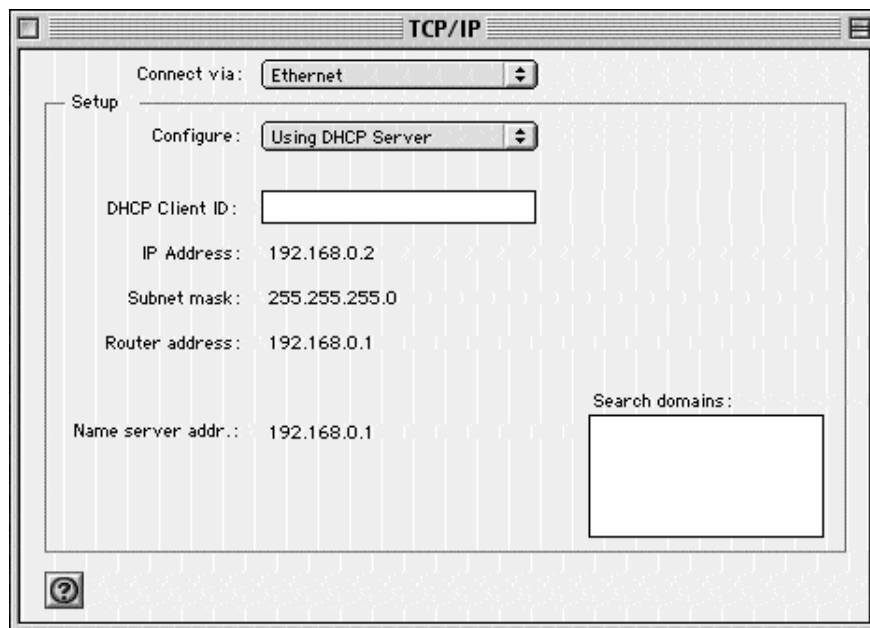 TCP/IP
Connect via: Ethernet
Setup
Configure: Using DHCP Server
DHCP Client ID:
IP Address: 192.168.0.2
Subnet mask: 255.255.255.0
Router address: 192.168.0.1
Search domains:
Name server addr.: 192.168.0.1
?